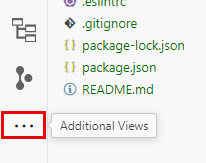 .eslintrc
.gitignore
package-lock.json
package.json
README.md
Additional Views